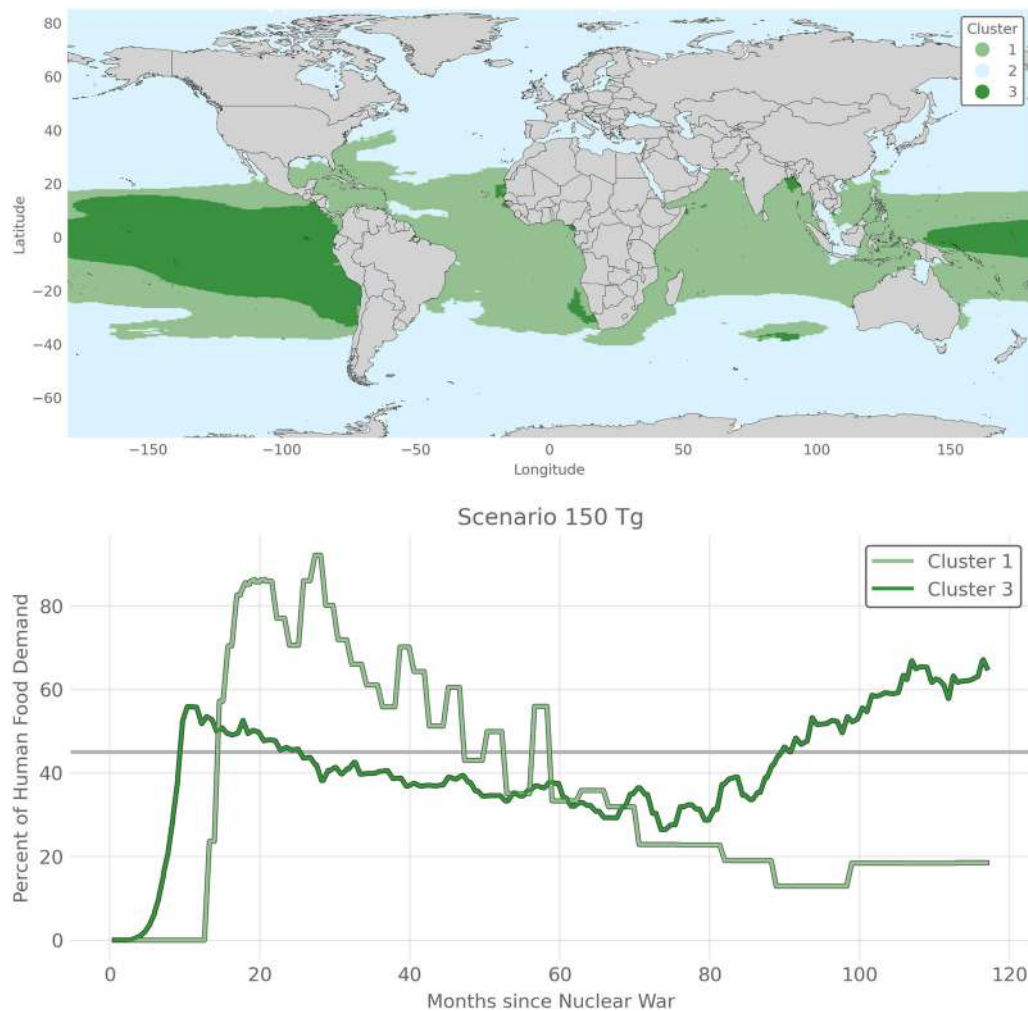 Cluster
1
2
3
80
60
40
20
0
−20
−40
−60
Latitude
−150 −100 −50 0 50 100 150
Longitude
Scenario 150 Tg
Cluster 1
Cluster 3
80
60
40
20
0
Percent of Human Food Demand
0 20 40 60 80 100 120
Months since Nuclear War